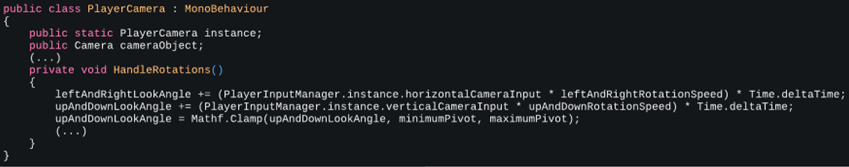 public class PlayerCamera : MonoBehaviour
{
    public static PlayerCamera instance;
    public Camera cameraObject;
    (...)
    private void HandleRotations()
    {
        leftAndRightLookAngle += (PlayerInputManager.instance.horizontalCameraInput * leftAndRightRotationSpeed) * Time.deltaTime;
        upAndDownLookAngle += (PlayerInputManager.instance.verticalCameraInput * upAndDownRotationSpeed) * Time.deltaTime;
        upAndDownLookAngle = Mathf.Clamp(upAndDownLookAngle, minimumPivot, maximumPivot);
        (...)
    }
}